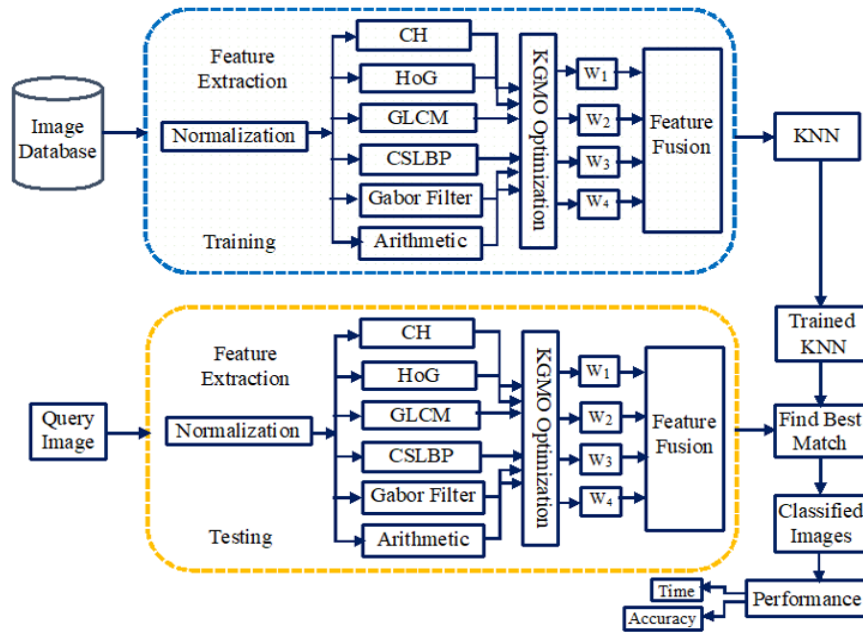 Image
Database
Feature
Extraction
Normalization
Training
CH
HoG
GLCM
CSLBP
Gabor Filter
Arithmetic
KGMO Optimization
W1
W2
W3
W4
Feature
Fusion
KNN
Trained
KNN
Query
Image
Feature
Extraction
Normalization
Testing
CH
HoG
GLCM
CSLBP
Gabor Filter
Arithmetic
KGMO Optimization
W1
W2
W3
W4
Feature
Fusion
Find Best
Match
Classified
Images
Performance
Time
Accuracy